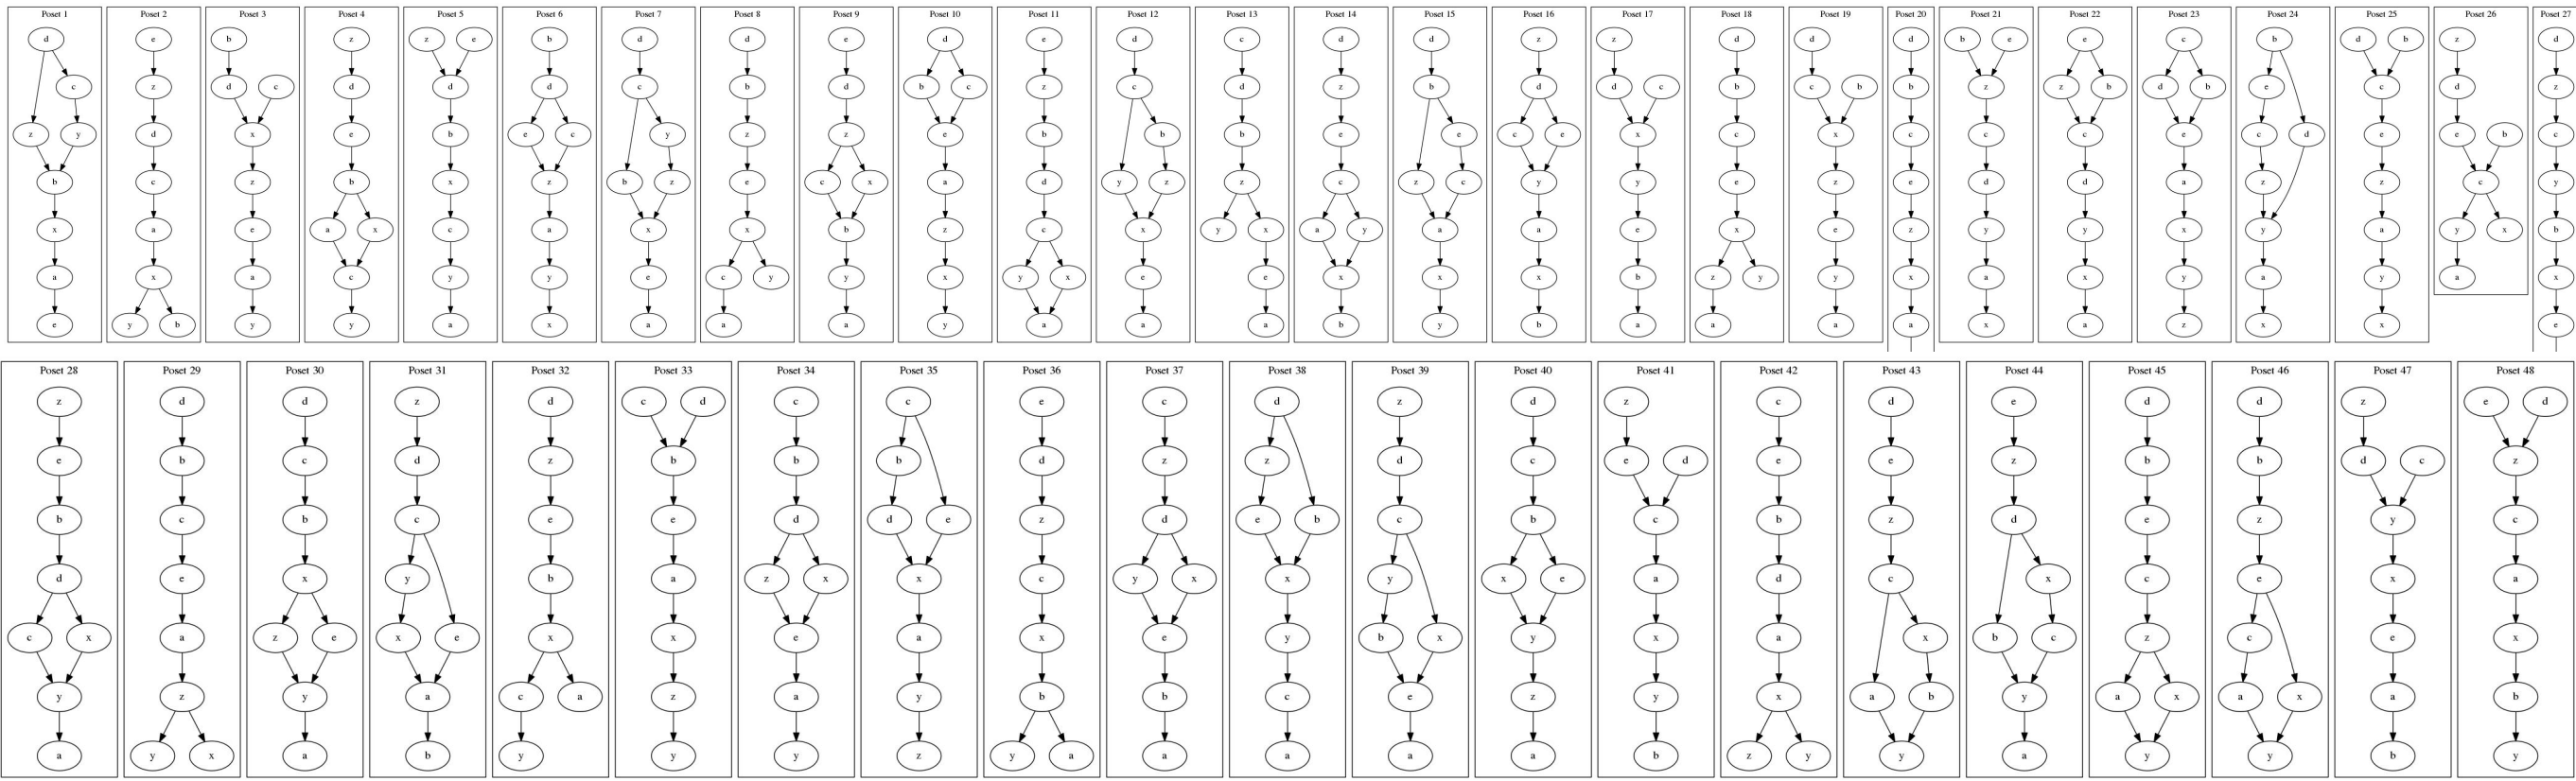 Poset 1
d
c
z y
b
x
a
e
Poset 2
e
z
d
c
a
x
y b
Poset 3
b
d c
x
z
e
a
y
Poset 4
z
d
e
b
a x
c
y
Poset 5
z e
d
b
x
c
y
a
Poset 6
b
d
e c
z
a
y
x
Poset 7
d
c
y
b z
x
e
a
Poset 8
d
b
z
e
x
c y
a
Poset 9
e
d
z
c x
b
y
a
Poset 10
d
b c
e
a
z
x
y
Poset 11
e
z
b
d
c
y x
a
Poset 12
d
c
b
y z
x
e
a
Poset 13
c
d
b
z
y x
e
a
Poset 14
d
z
e
c
a y
x
b
Poset 15
d
b
e
z c
a
x
y
Poset 16
z
d
c e
y
a
x
b
Poset 17
z
d c
x
y
e
b
a
Poset 18
d
b
c
e
x
z y
a
Poset 19
d
c b
x
z
e
y
a
Poset 20
d
b
c
e
z
x
a
Poset 21
b e
z
c
d
y
a
x
Poset 22
e
z b
c
d
y
x
a
Poset 23
c
d b
e
a
x
y
z
Poset 24
b
e
c d
z
y
a
x
Poset 25
d b
c
e
z
a
y
x
Poset 26
z
d
e b
c
y x
a
Poset 27
d
z
c
y
b
x
e
Poset 28
z
e
b
d
c x
y
a
Poset 29
d
b
c
e
a
z
y x
Poset 30
d
c
b
x
z e
y
a
Poset 31
z
d
c
y
x e
a
b
Poset 32
d
z
e
b
x
c a
y
Poset 33
c d
b
e
a
x
z
y
Poset 34
c
b
d
z x
e
a
y
Poset 35
c
b
d e
x
a
y
z
Poset 36
e
d
z
c
x
b
y a
Poset 37
c
z
d
y x
e
b
a
Poset 38
d
z
e b
x
y
c
a
Poset 39
z
d
c
y
b x
e
a
Poset 40
d
c
b
x e
y
z
a
Poset 41
z
e d
c
a
x
y
b
Poset 42
c
e
b
d
a
x
z y
Poset 43
d
e
z
c
x
a b
y
Poset 44
e
z
d
x
b c
y
a
Poset 45
d
b
e
c
z
a x
y
Poset 46
d
b
z
e
c
a x
y
Poset 47
z
d c
y
x
e
a
b
Poset 48
e d
z
c
a
x
b
y